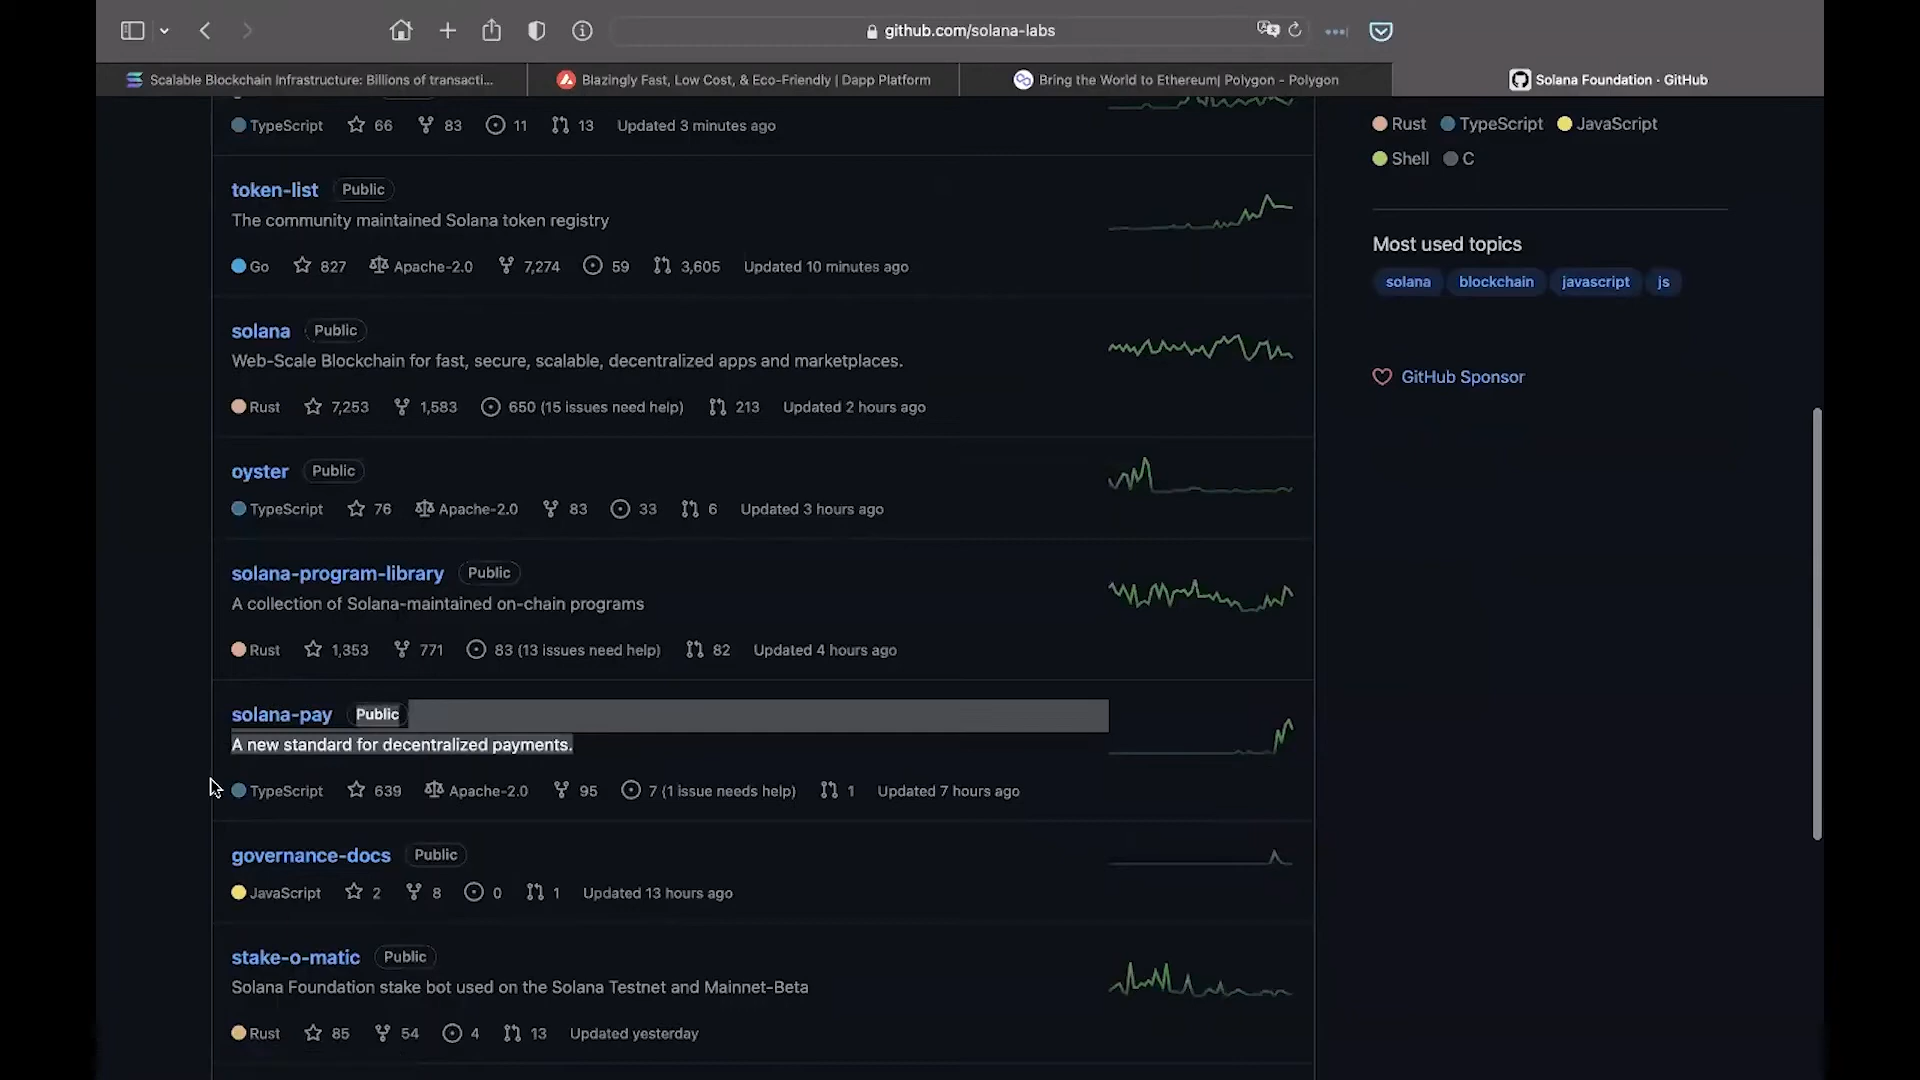 github.com/solana-labs
Scalable Blockchain Infrastructure: Billions of transacti...
Blazingly Fast, Low Cost, & Eco-Friendly | Dapp Platform
Bring the World to Ethereum| Polygon - Polygon
Solana Foundation · GitHub
TypeScript 66 83 11 13 Updated 3 minutes ago
token-list Public
The community maintained Solana token registry
Go 827 Apache-2.0 7,274 59 3,605 Updated 10 minutes ago
solana Public
Web-Scale Blockchain for fast, secure, scalable, decentralized apps and marketplaces.
Rust 7,253 1,583 650 (15 issues need help) 213 Updated 2 hours ago
oyster Public
TypeScript 76 Apache-2.0 83 33 6 Updated 3 hours ago
solana-program-library Public
A collection of Solana-maintained on-chain programs
Rust 1,353 771 83 (13 issues need help) 82 Updated 4 hours ago
solana-pay Public
A new standard for decentralized payments.
TypeScript 639 Apache-2.0 95 7 (1 issue needs help) 1 Updated 7 hours ago
governance-docs Public
JavaScript 2 8 0 1 Updated 13 hours ago
stake-o-matic Public
Solana Foundation stake bot used on the Solana Testnet and Mainnet-Beta
Rust 85 54 4 13 Updated yesterday
Rust TypeScript JavaScript
Shell C
Most used topics
solana blockchain javascript js
GitHub Sponsor